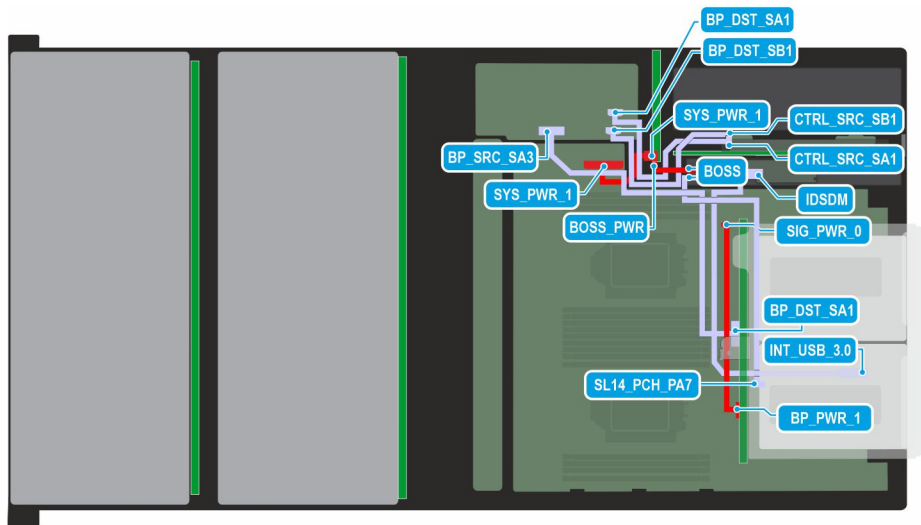 BP_DST_SA1
BP_DST_SB1
SYS_PWR_1
CTRL_SRC_SB1
BP_SRC_SA3
CTRL_SRC_SA1
BOSS
SYS_PWR_1
IDSDM
BOSS_PWR
SIG_PWR_0
BP_DST_SA1
INT_USB_3.0
SL14_PCH_PA7
BP_PWR_1